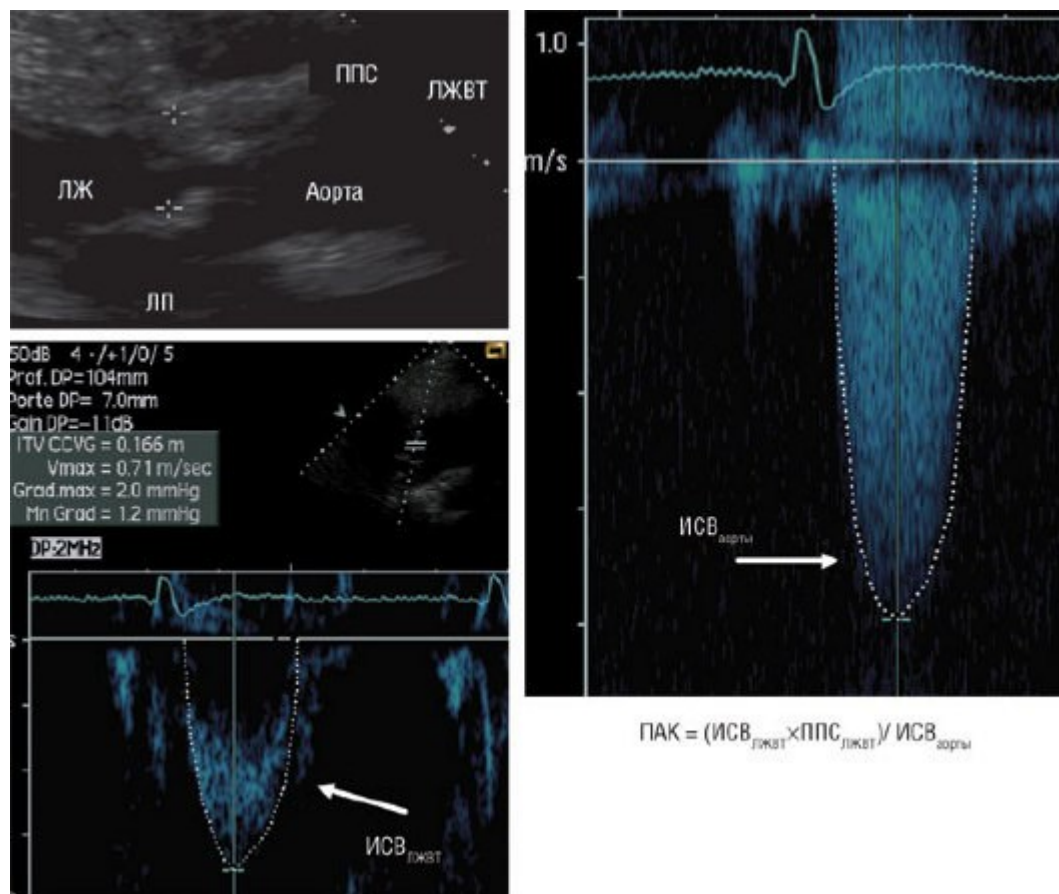 ППС
ЛЖВТ
ЛЖ
Аорта
ЛП
50dB 4 -/+1/0/ 5
Prof. DP=104mm
Porte DP= 7.0mm
Gain DP=-11dB
ITV CCVG = 0.166 m
Vmax = 0.71 m/sec
Grad.max = 2.0 mmHg
Mn Grad = 1.2 mmHg
DP-2MHz
s
ИСВЛЖВТ
1.0
m/s
ИСВаорты
ПАК = (ИСВЛЖВТ×ППСЛЖВТ)/ ИСВаорты